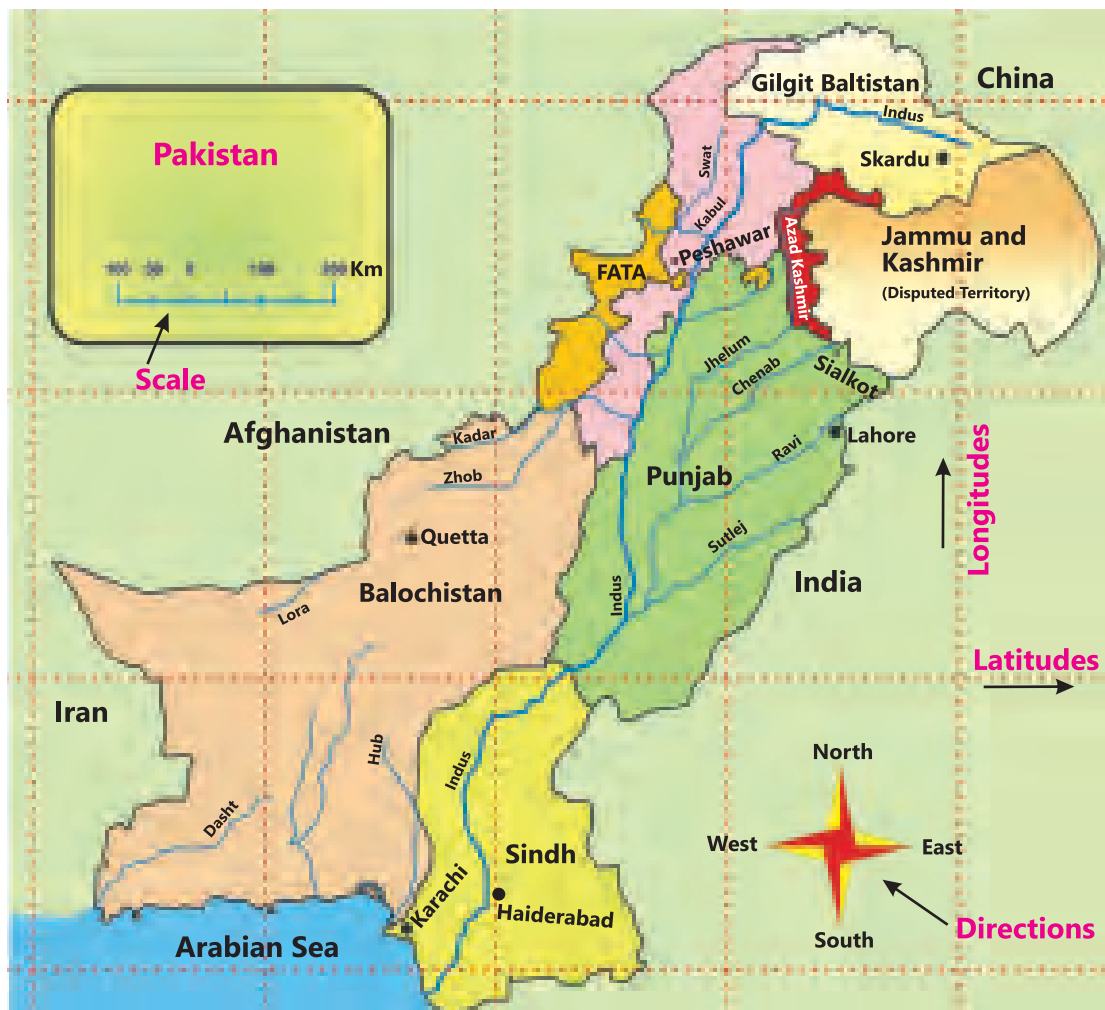 Gilgit Baltistan
China
Indus
Pakistan
Skardu
Swat
Kabul
Azad Kashmir
Peshawar
Jammu and
Kashmir
(Disputed Territory)
FATA
Km
Scale
Jhelum
Chenab
Sialkot
Afghanistan
Kadar
Lahore
Ravi
Zhob
Punjab
Longitudes
Quetta
Sutlej
India
Balochistan
Indus
Lora
Latitudes
Iran
North
Hub
Indus
Dasht
West
East
Sindh
Karachi
Haiderabad
Directions
South
Arabian Sea